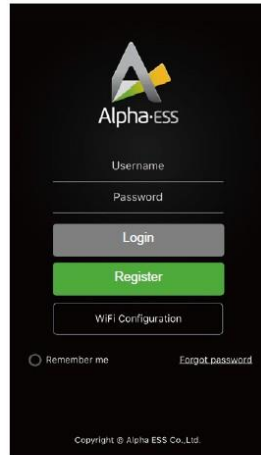 Alpha·ESS
Username
Password
Login
Register
WiFi Configuration
Remember me Forgot password
Copyright @ Alpha ESS Co.,Ltd.